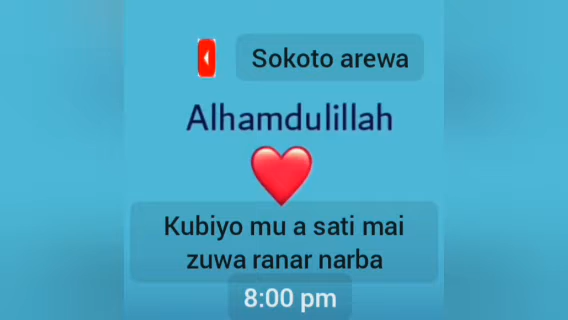 Sokoto arewa
Alhamdulillah
Kubiyo mu a sati mai
zuwa ranar narba
8:00 pm